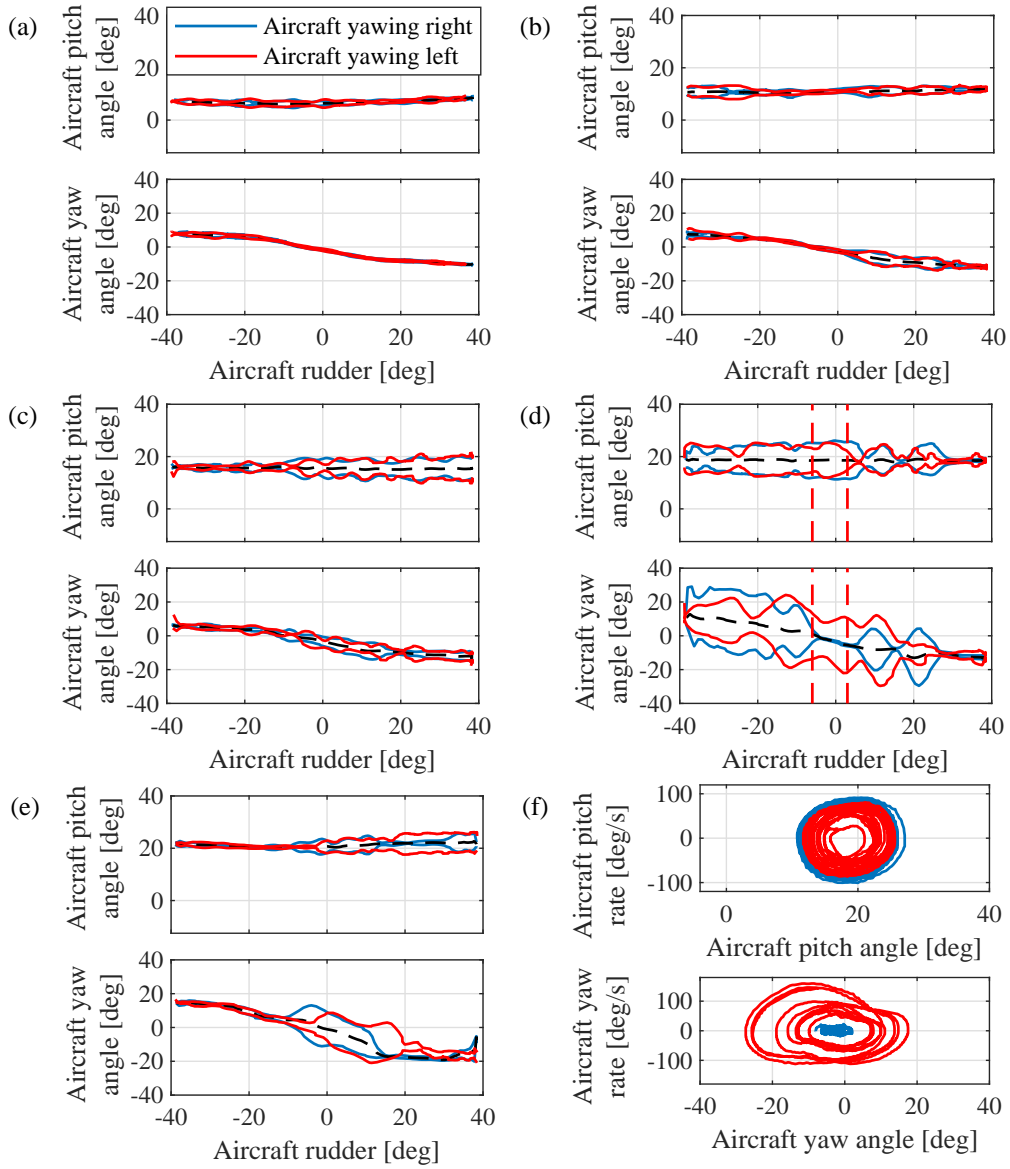 (a)
Aircraft yawing right
Aircraft yawing left
Aircraft pitch
angle [deg]
40
20
0
Aircraft yaw
angle [deg]
40
20
0
-20
-40
-40 -20 0 20 40
Aircraft rudder [deg]
(b)
Aircraft pitch
angle [deg]
40
20
0
Aircraft yaw
angle [deg]
40
20
0
-20
-40
-40 -20 0 20 40
Aircraft rudder [deg]
(c)
Aircraft pitch
angle [deg]
40
20
0
Aircraft yaw
angle [deg]
40
20
0
-20
-40
-40 -20 0 20 40
Aircraft rudder [deg]
(d)
Aircraft pitch
angle [deg]
40
20
0
Aircraft yaw
angle [deg]
40
20
0
-20
-40
-40 -20 0 20 40
Aircraft rudder [deg]
(e)
Aircraft pitch
angle [deg]
40
20
0
Aircraft yaw
angle [deg]
40
20
0
-20
-40
-40 -20 0 20 40
Aircraft rudder [deg]
(f)
Aircraft pitch
rate [deg/s]
100
0
-100
0 20 40
Aircraft pitch angle [deg]
Aircraft yaw
rate [deg/s]
100
0
-100
-40 -20 0 20 40
Aircraft yaw angle [deg]